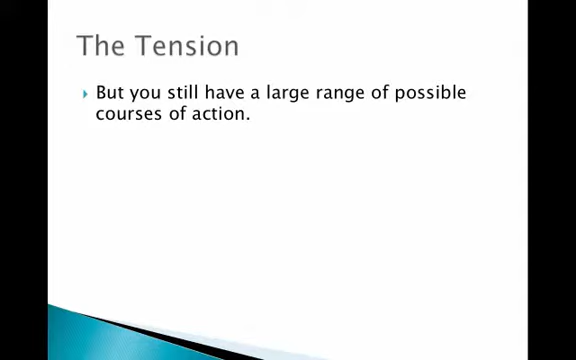 The Tension
But you still have a large range of possible
courses of action.